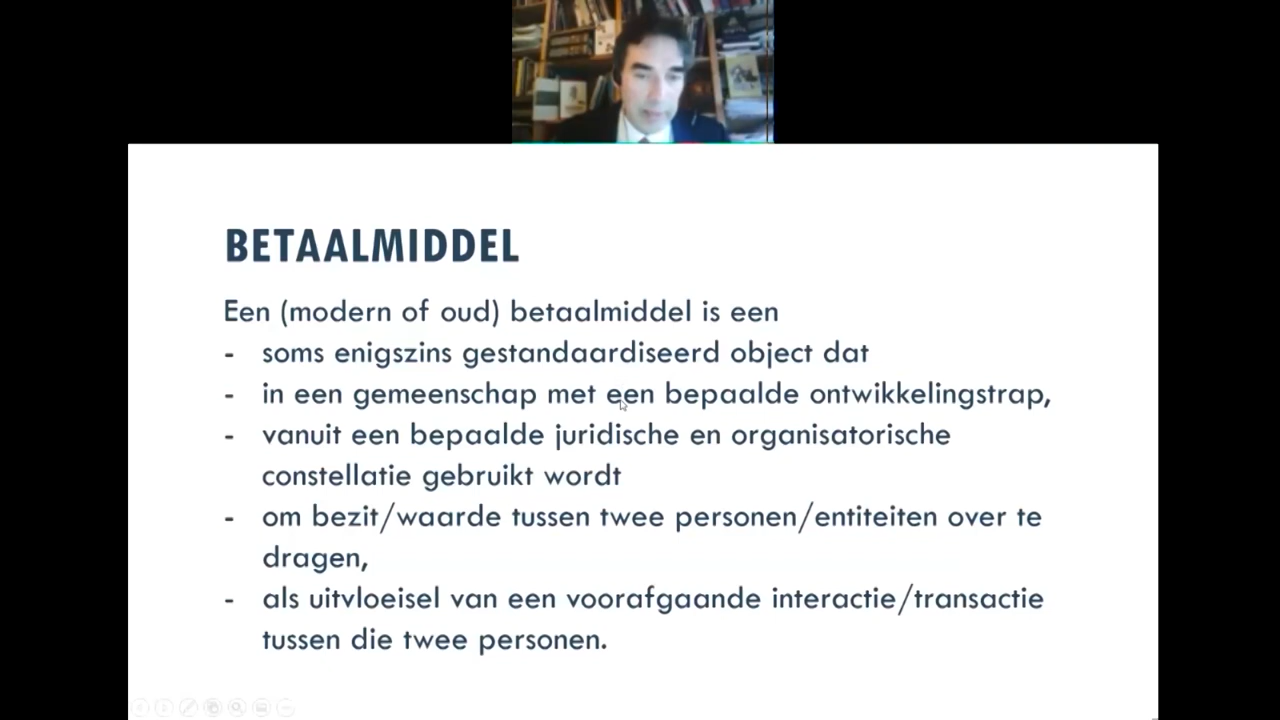 BETAALMIDDEL
Een (modern of oud) betaalmiddel is een
- soms enigszins gestandaardiseerd object dat
- in een gemeenschap met een bepaalde ontwikkelingstrap,
- vanuit een bepaalde juridische en organisatorische
constellatie gebruikt wordt
- om bezit/waarde tussen twee personen/entiteiten over te
dragen,
- als uitvloeisel van een voorafgaande interactie/transactie
tussen die twee personen.